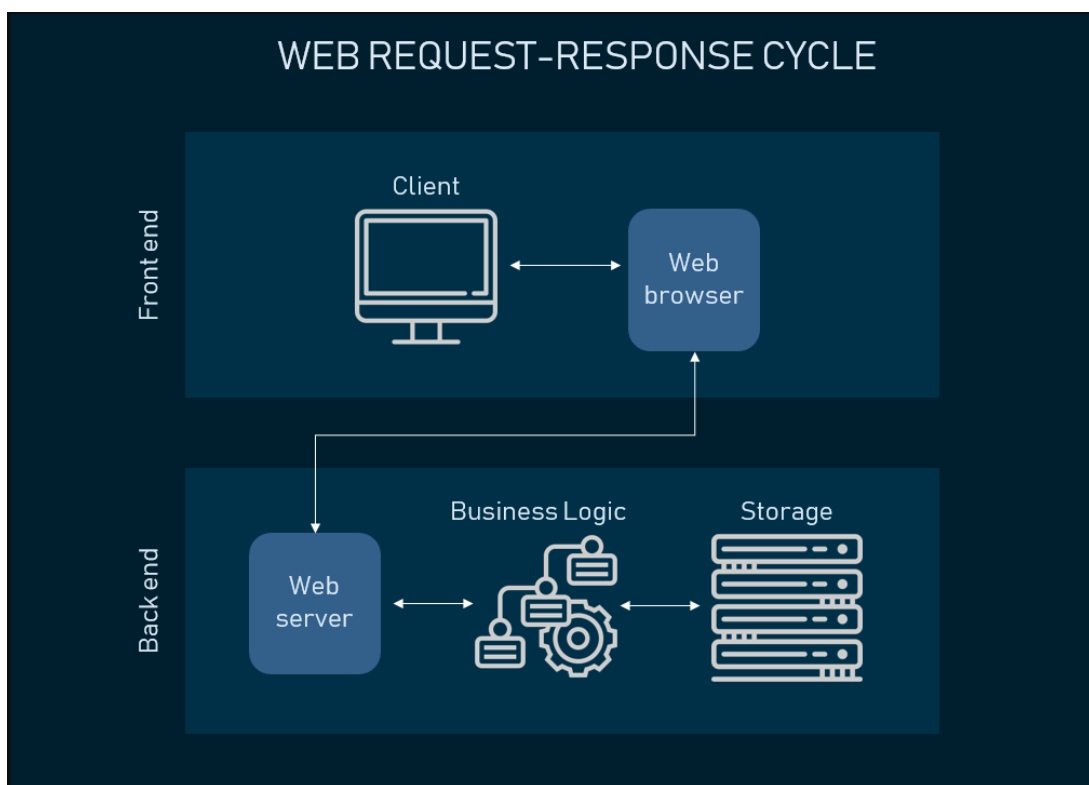 WEB REQUEST-RESPONSE CYCLE
Front end
Client
Web
browser
Back end
Web
server
Business Logic
Storage